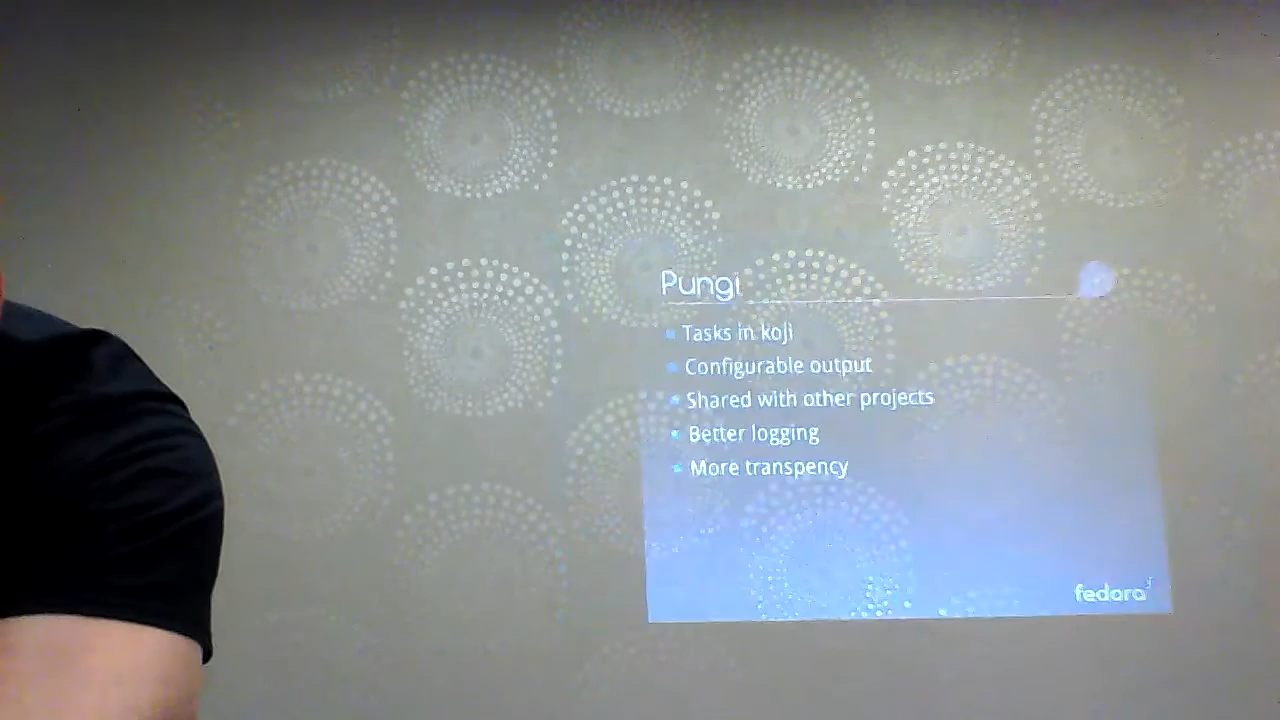 Pungi
Tasks in koji
Configurable output
Shared with other projects
Better logging
More transpency
fedora